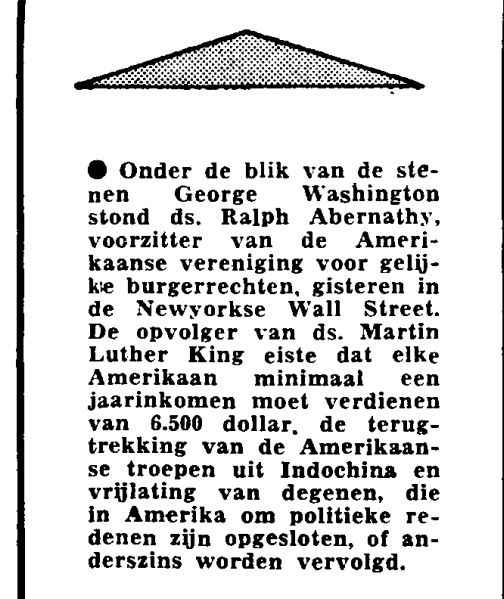 ● Onder de blik van de ste-
nen George Washington
stond ds. Ralph Abernathy,
voorzitter van de Ameri-
kaanse vereniging voor gelij-
ke burgerrechten, gisteren in
de Newyorkse Wall Street.
De opvolger van ds. Martin
Luther King eiste dat elke
Amerikaan minimaal een
jaarinkomen moet verdienen
van 6.500 dollar, de terug-
trekking van de Amerikaan-
se troepen uit Indochina en
vrijlating van degenen, die
in Amerika om politieke re-
denen zijn opgesloten, of an-
derszins worden vervolgd.